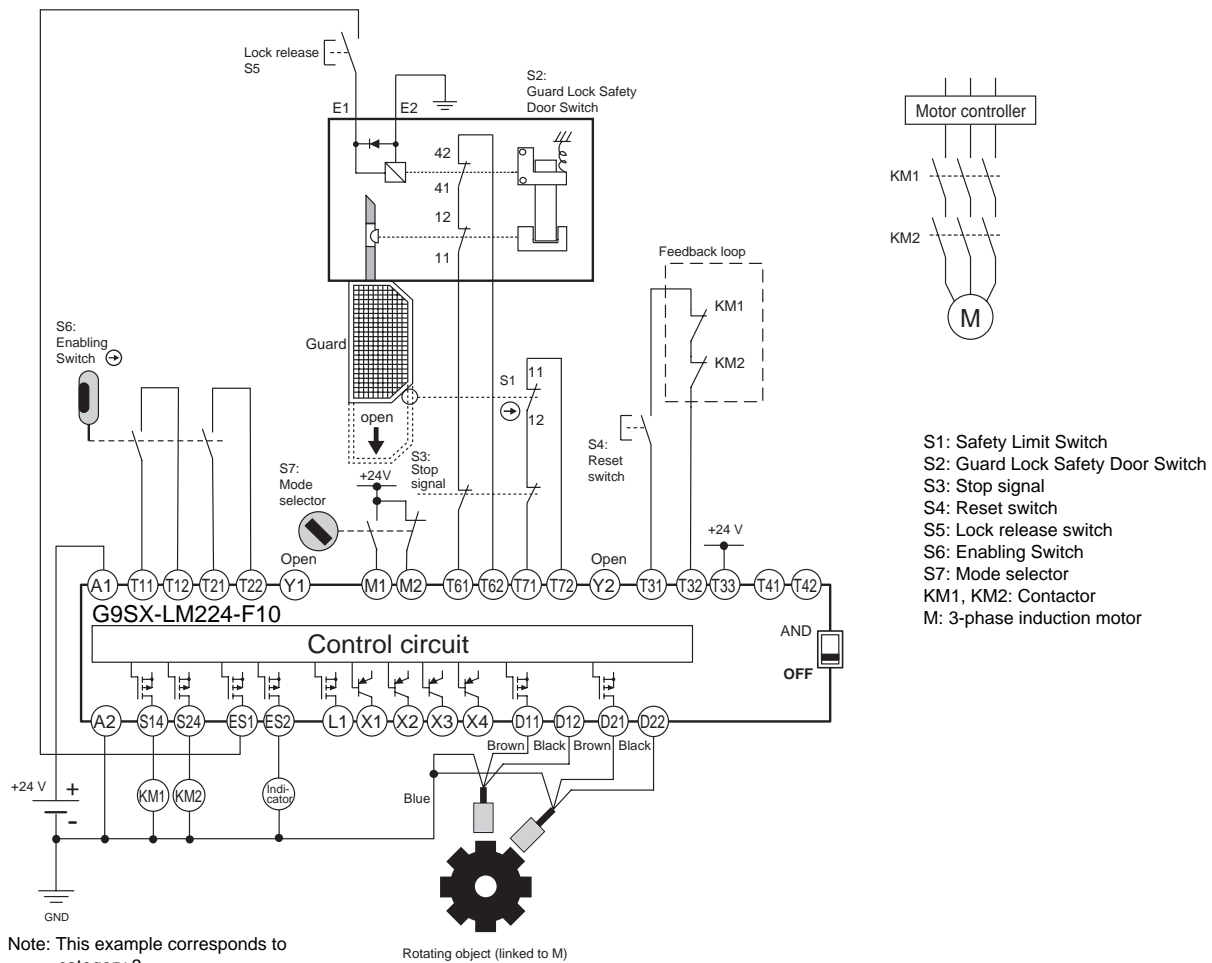 Lock release
S5
S2:
Guard Lock Safety
Door Switch
E1
E2
42
41
12
11
Motor controller
KM1
KM2
M
Feedback loop
KM1
KM2
S6:
Enabling
Switch
Guard
open
S1
11
12
S4:
Reset
switch
S7:
Mode
selector
+24V
S3:
Stop
signal
+24 V
S1: Safety Limit Switch
S2: Guard Lock Safety Door Switch
S3: Stop signal
S4: Reset switch
S5: Lock release switch
S6: Enabling Switch
S7: Mode selector
KM1, KM2: Contactor
M: 3-phase induction motor
Open
Open
A1 T11 T12 T21 T22 Y1 M1 M2 T61 T62 T71 T72 Y2 T31 T32 T33 T41 T42
G9SX-LM224-F10
Control circuit
AND
OFF
A2 S14 S24 ES1 ES2 L1 X1 X2 X3 X4 D11 D12 D21 D22
Brown Black Brown Black
+24 V
+
-
KM1
KM2
Indi-
cator
Blue
GND
Note: This example corresponds to
Rotating object (linked to M)